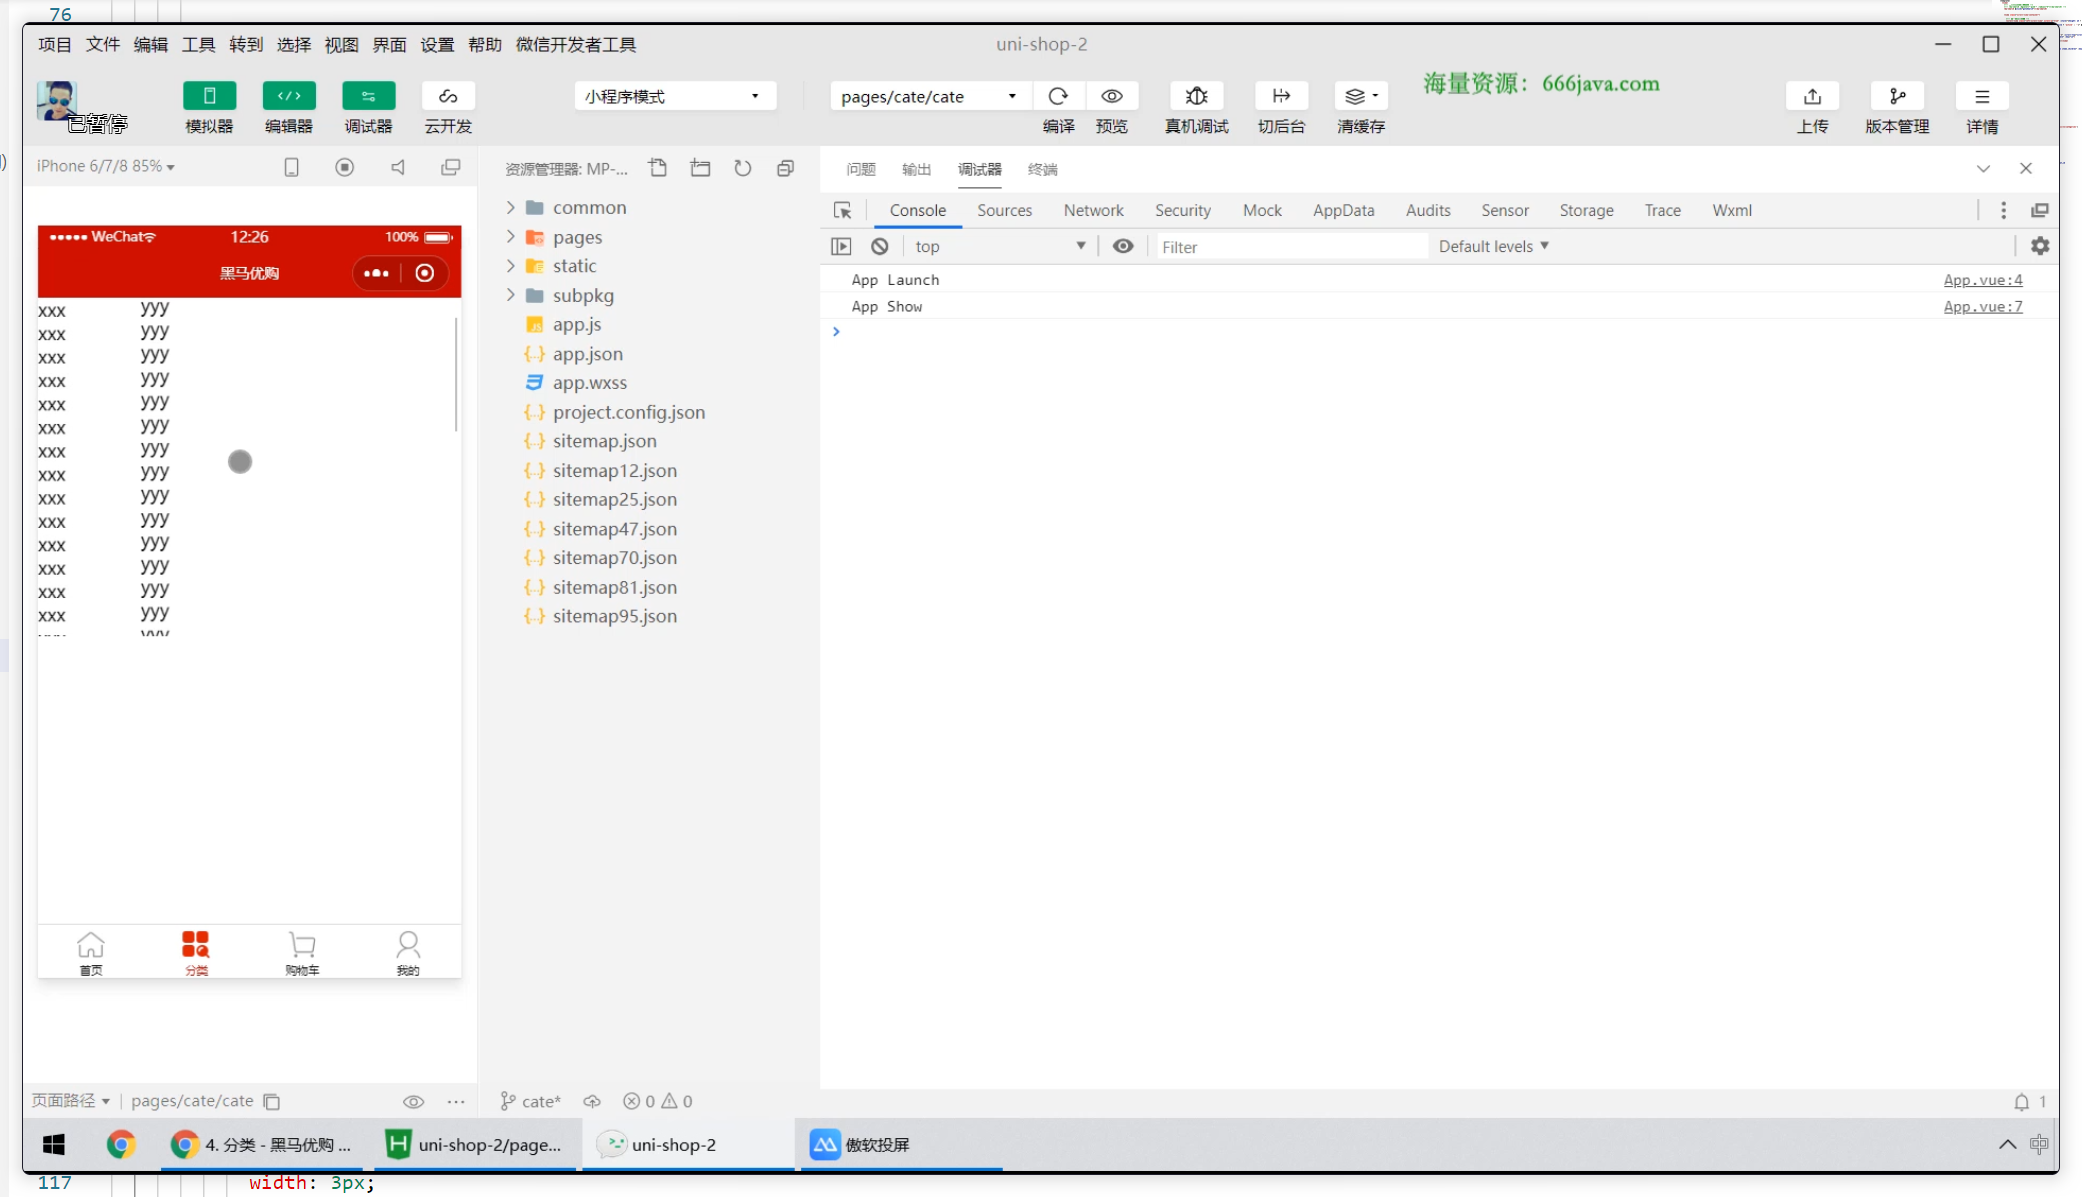 76
项目 文件 编辑 工具 转到 选择 视图 界面 设置 帮助 微信开发者工具
uni-shop-2
已暂停
模拟器 编辑器 调试器 云开发
小程序模式
pages/cate/cate
编译 预览 真机调试 切后台 清缓存
海量资源：666java.com
上传 版本管理 详情
iPhone 6/7/8 85%
WeChat 12:26 100%
黑马优购
xxx yyy
xxx yyy
xxx yyy
xxx yyy
xxx yyy
xxx yyy
xxx yyy
xxx yyy
xxx yyy
xxx yyy
xxx yyy
xxx yyy
xxx yyy
xxx yyy
首页 分类 购物车 我的
页面路径 pages/cate/cate
资源管理器: MP-...
common
pages
static
subpkg
app.js
app.json
app.wxss
project.config.json
sitemap.json
sitemap12.json
sitemap25.json
sitemap47.json
sitemap70.json
sitemap81.json
sitemap95.json
cate* 0 0
问题 输出 调试器 终端
Console Sources Network Security Mock AppData Audits Sensor Storage Trace Wxml
top Filter Default levels
App Launch App.vue:4
App Show App.vue:7
1
4. 分类 - 黑马优购 ... uni-shop-2/page... uni-shop-2 傲软投屏 中
117 width: 3px;